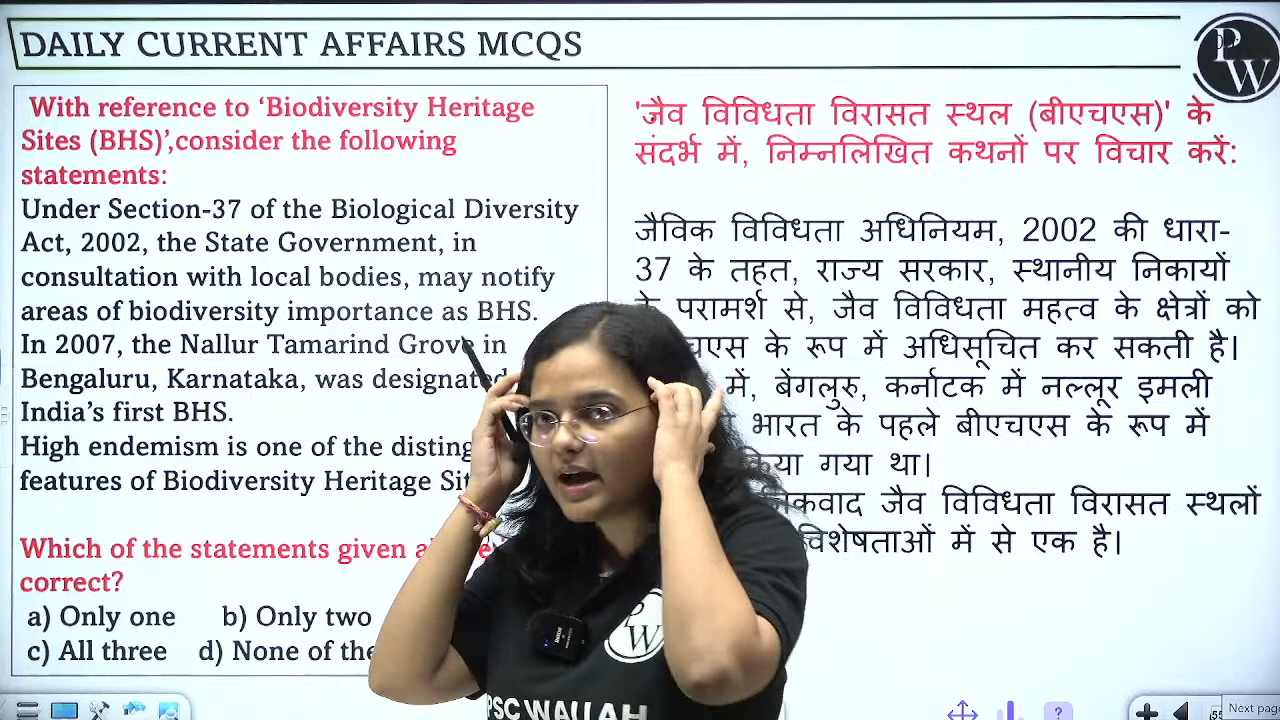 DAILY CURRENT AFFAIRS MCQS
PW
With reference to ‘Biodiversity Heritage
Sites (BHS)’,consider the following
statements:
Under Section-37 of the Biological Diversity
Act, 2002, the State Government, in
consultation with local bodies, may notify
areas of biodiversity importance as BHS.
In 2007, the Nallur Tamarind Grove in
Bengaluru, Karnataka, was designated
India’s first BHS.
High endemism is one of the
features of Biodiversity Heritage
Which of the statements given
correct?
a) Only one b) Only two
c) All three d) None of
'जैव विविधता विरासत स्थल (बीएचएस)' के
संदर्भ में, निम्नलिखित कथनों पर विचार करें:
जैविक विविधता अधिनियम, 2002 की धारा-
37 के तहत, राज्य सरकार, स्थानीय निकायों
के परामर्श से, जैव विविधता महत्व के क्षेत्रों को
के रूप में अधिसूचित कर सकती है।
में, बेंगलुरु, कर्नाटक में नल्लूर इमली
भारत के पहले बीएचएस के रूप में
गया था।
जैव विविधता विरासत स्थलों
विशेषताओं में से एक है।
PW
PSC WALLAH
Next page